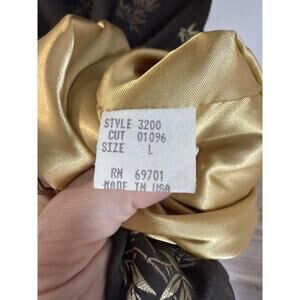 STYLE 3200
CUT 01096
SIZE L
RN 69701
MADE IN USA